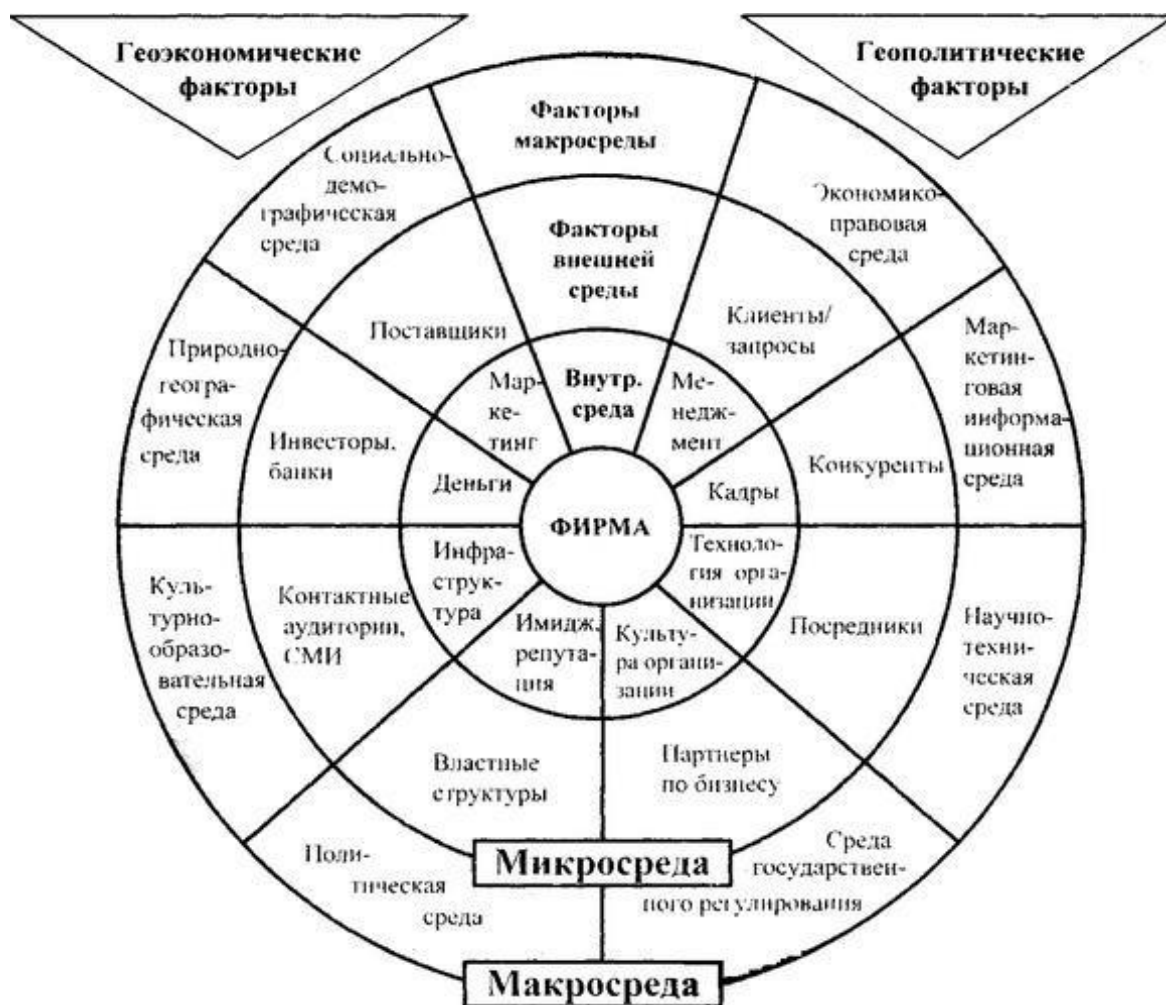 Геоэкономические
факторы
Геополитические
факторы
Факторы
макросреды
Социально-
демо-
графическая
среда
Экономико-
правовая
среда
Факторы
внешней
среды
Поставщики
Клиенты/
запросы
Природно-
геогра-
фическая
среда
Мар-
кетин-
говая
информа-
ционная
среда
Мар-
ке-
тинг
Внутр.
среда
Ме-
недж-
мент
Инвесторы,
банки
Деньги
Кадры
Конкуренты
ФИРМА
Куль-
турно-
образо-
вательная
среда
Контактные
аудитории,
СМИ
Инфра-
струк-
тура
Техноло-
гия орга-
низации
Посредники
Научно-
техни-
ческая
среда
Имидж,
репута-
ция
Культу-
ра органи-
зации
Властные
структуры
Партнеры
по бизнесу
Микросреда
Поли-
тическая
среда
Среда
государствен-
ного регулирования
Макросреда